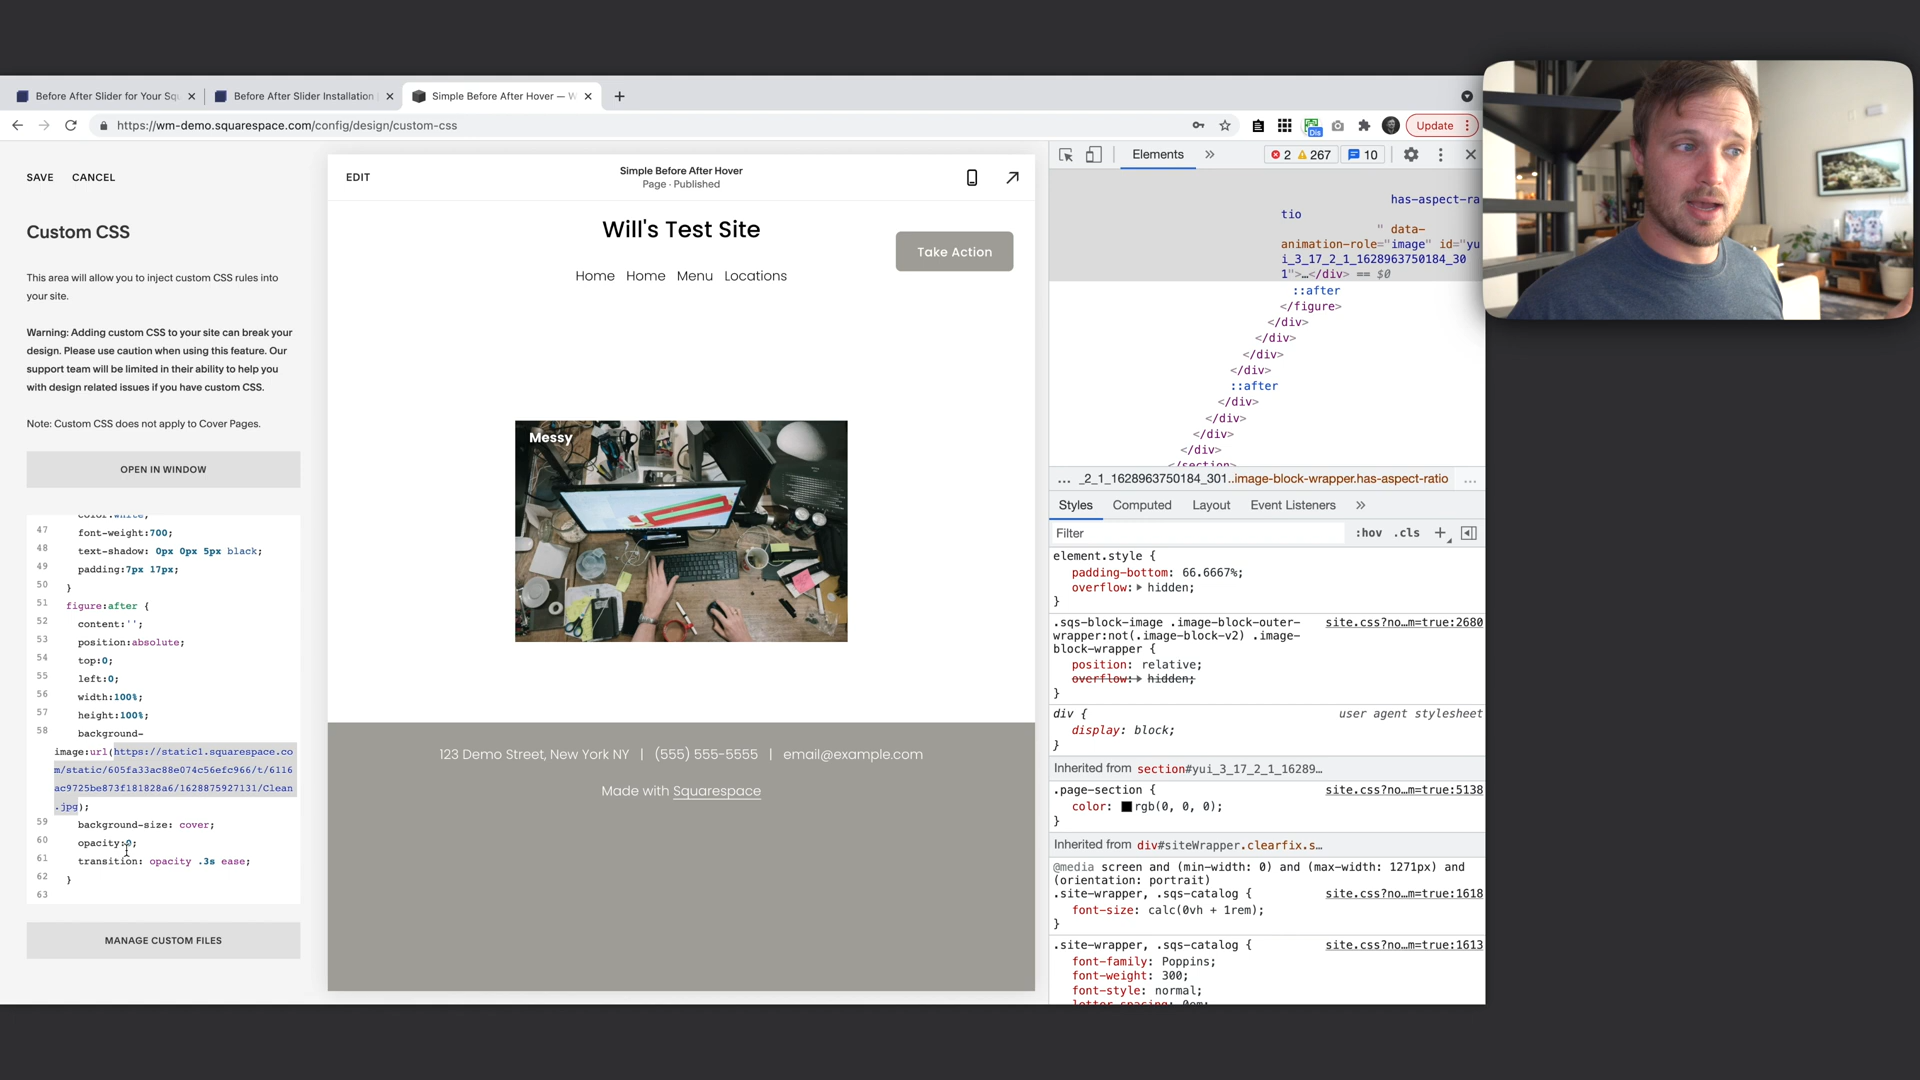 Before After Slider for Your Squ
Before After Slider Installation
Simple Before After Hover — W
https://wm-demo.squarespace.com/config/design/custom-css
Dis
Update
SAVE
CANCEL
Custom CSS
This area will allow you to inject custom CSS rules into
your site.
Warning: Adding custom CSS to your site can break your
design. Please use caution when using this feature. Our
support team will be limited in their ability to help you
with design related issues if you have custom CSS.
Note: Custom CSS does not apply to Cover Pages.
OPEN IN WINDOW
color:white;
47 font-weight:700;
48 text-shadow: 0px 0px 5px black;
49 padding:7px 17px;
50 }
51 figure:after {
52 content:'';
53 position:absolute;
54 top:0;
55 left:0;
56 width:100%;
57 height:100%;
58 background-
image:url(https://static1.squarespace.co
m/static/605fa33ac88e074c56efc966/t/6116
ac9725be873f181828a6/1628875927131/Clean
.jpg);
59 background-size: cover;
60 opacity:0;
61 transition: opacity .3s ease;
62 }
63
MANAGE CUSTOM FILES
EDIT
Simple Before After Hover
Page · Published
Will's Test Site
Home Home Menu Locations
Take Action
Messy
123 Demo Street, New York NY | (555) 555-5555 | email@example.com
Made with Squarespace
Elements
2 267
10
has-aspect-ra
tio
" data-
animation-role="image" id="yu
i_3_17_2_1_1628963750184_30
1">…</div> == $0
::after
</figure>
</div>
</div>
</div>
</div>
::after
</div>
</div>
</div>
</div>
</section>
... _2_1_1628963750184_301..image-block-wrapper.has-aspect-ratio ...
Styles Computed Layout Event Listeners
Filter
:hov .cls
element.style {
padding-bottom: 66.6667%;
overflow: hidden;
}
.sqs-block-image .image-block-outer- site.css?no…m=true:2680
wrapper:not(.image-block-v2) .image-
block-wrapper {
position: relative;
overflow: hidden;
}
div { user agent stylesheet
display: block;
}
Inherited from section#yui_3_17_2_1_16289…
.page-section { site.css?no…m=true:5138
color: rgb(0, 0, 0);
}
Inherited from div#siteWrapper.clearfix.s…
@media screen and (min-width: 0) and (max-width: 1271px) and
(orientation: portrait)
.site-wrapper, .sqs-catalog { site.css?no…m=true:1618
font-size: calc(0vh + 1rem);
}
.site-wrapper, .sqs-catalog { site.css?no…m=true:1613
font-family: Poppins;
font-weight: 300;
font-style: normal;
letter-spacing: 0em;